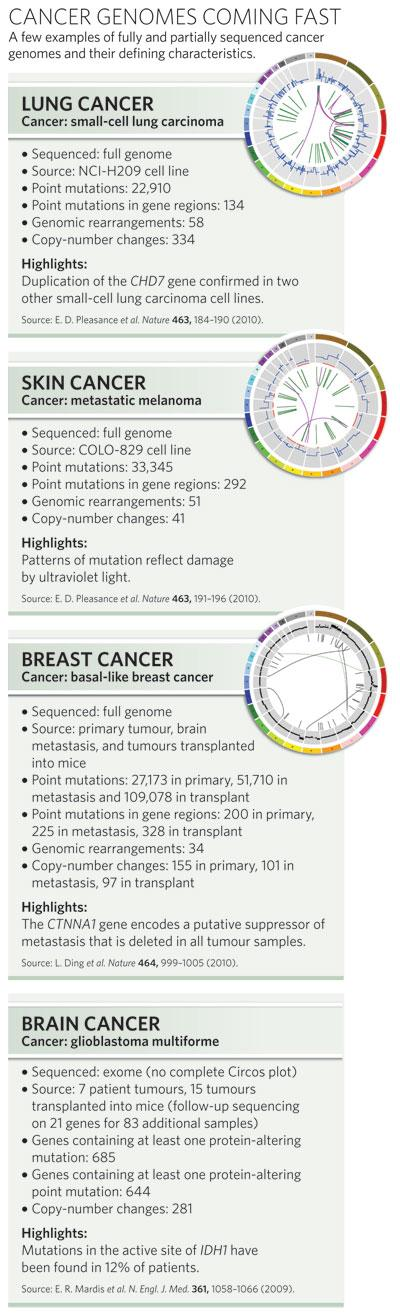 CANCER GENOMES COMING FAST
A few examples of fully and partially sequenced cancer
genomes and their defining characteristics.
LUNG CANCER
Cancer: small-cell lung carcinoma
• Sequenced: full genome
• Source: NCI-H209 cell line
• Point mutations: 22,910
• Point mutations in gene regions: 134
• Genomic rearrangements: 58
• Copy-number changes: 334
Highlights:
Duplication of the CHD7 gene confirmed in two
other small-cell lung carcinoma cell lines.
Source: E. D. Pleasance et al. Nature 463, 184–190 (2010).
SKIN CANCER
Cancer: metastatic melanoma
• Sequenced: full genome
• Source: COLO-829 cell line
• Point mutations: 33,345
• Point mutations in gene regions: 292
• Genomic rearrangements: 51
• Copy-number changes: 41
Highlights:
Patterns of mutation reflect damage
by ultraviolet light.
Source: E. D. Pleasance et al. Nature 463, 191–196 (2010).
BREAST CANCER
Cancer: basal-like breast cancer
• Sequenced: full genome
• Source: primary tumour, brain
metastasis, and tumours transplanted
into mice
• Point mutations: 27,173 in primary, 51,710 in
metastasis and 109,078 in transplant
• Point mutations in gene regions: 200 in primary,
225 in metastasis, 328 in transplant
• Genomic rearrangements: 34
• Copy-number changes: 155 in primary, 101 in
metastasis, 97 in transplant
Highlights:
The CTNNA1 gene encodes a putative suppressor of
metastasis that is deleted in all tumour samples.
Source: L. Ding et al. Nature 464, 999–1005 (2010).
BRAIN CANCER
Cancer: glioblastoma multiforme
• Sequenced: exome (no complete Circos plot)
• Source: 7 patient tumours, 15 tumours
transplanted into mice (follow-up sequencing
on 21 genes for 83 additional samples)
• Genes containing at least one protein-altering
mutation: 685
• Genes containing at least one protein-altering
point mutation: 644
• Copy-number changes: 281
Highlights:
Mutations in the active site of IDH1 have
been found in 12% of patients.
Source: E. R. Mardis et al. N. Engl. J. Med. 361, 1058–1066 (2009).